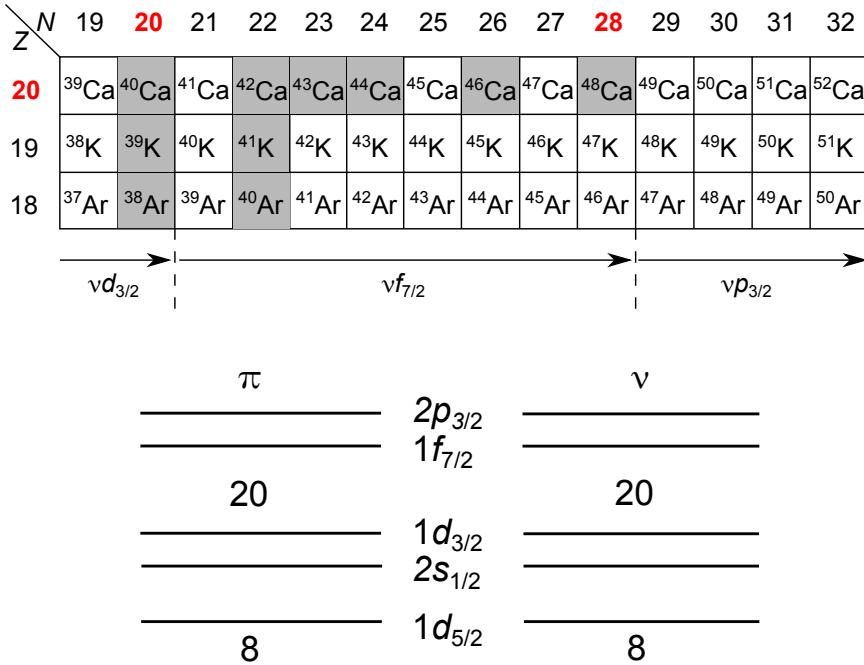 N 19 20 21 22 23 24 25 26 27 28 29 30 31 32
Z
20 ³⁹Ca ⁴⁰Ca ⁴¹Ca ⁴²Ca ⁴³Ca ⁴⁴Ca ⁴⁵Ca ⁴⁶Ca ⁴⁷Ca ⁴⁸Ca ⁴⁹Ca ⁵⁰Ca ⁵¹Ca ⁵²Ca
19 ³⁸K ³⁹K ⁴⁰K ⁴¹K ⁴²K ⁴³K ⁴⁴K ⁴⁵K ⁴⁶K ⁴⁷K ⁴⁸K ⁴⁹K ⁵⁰K ⁵¹K
18 ³⁷Ar ³⁸Ar ³⁹Ar ⁴⁰Ar ⁴¹Ar ⁴²Ar ⁴³Ar ⁴⁴Ar ⁴⁵Ar ⁴⁶Ar ⁴⁷Ar ⁴⁸Ar ⁴⁹Ar ⁵⁰Ar
νd3/2 νf7/2 νp3/2
π ν
2p3/2
1f7/2
20 20
1d3/2
2s1/2
1d5/2
8 8